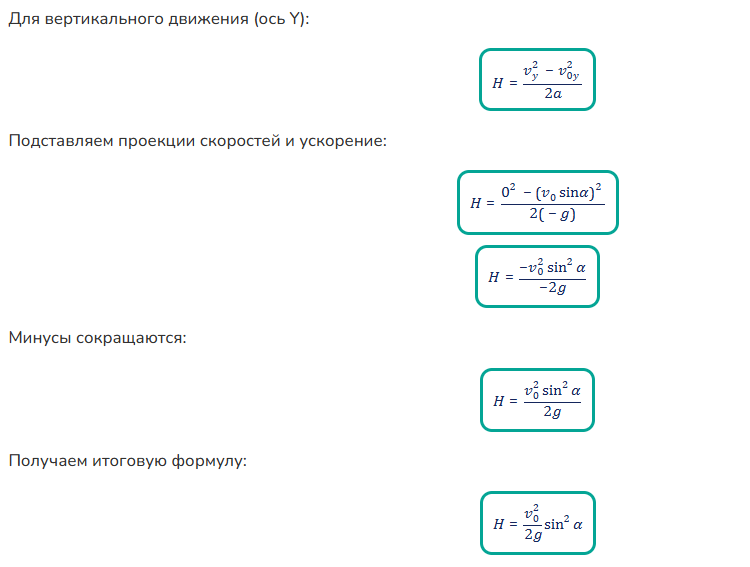 Для вертикального движения (ось Y):
H = \frac{v_y^2 - v_{0y}^2}{2a}
Подставляем проекции скоростей и ускорение:
H = \frac{0^2 - (v_0 \sin\alpha)^2}{2(-g)}
H = \frac{-v_0^2 \sin^2 \alpha}{-2g}
Минусы сокращаются:
H = \frac{v_0^2 \sin^2 \alpha}{2g}
Получаем итоговую формулу:
H = \frac{v_0^2}{2g} \sin^2 \alpha